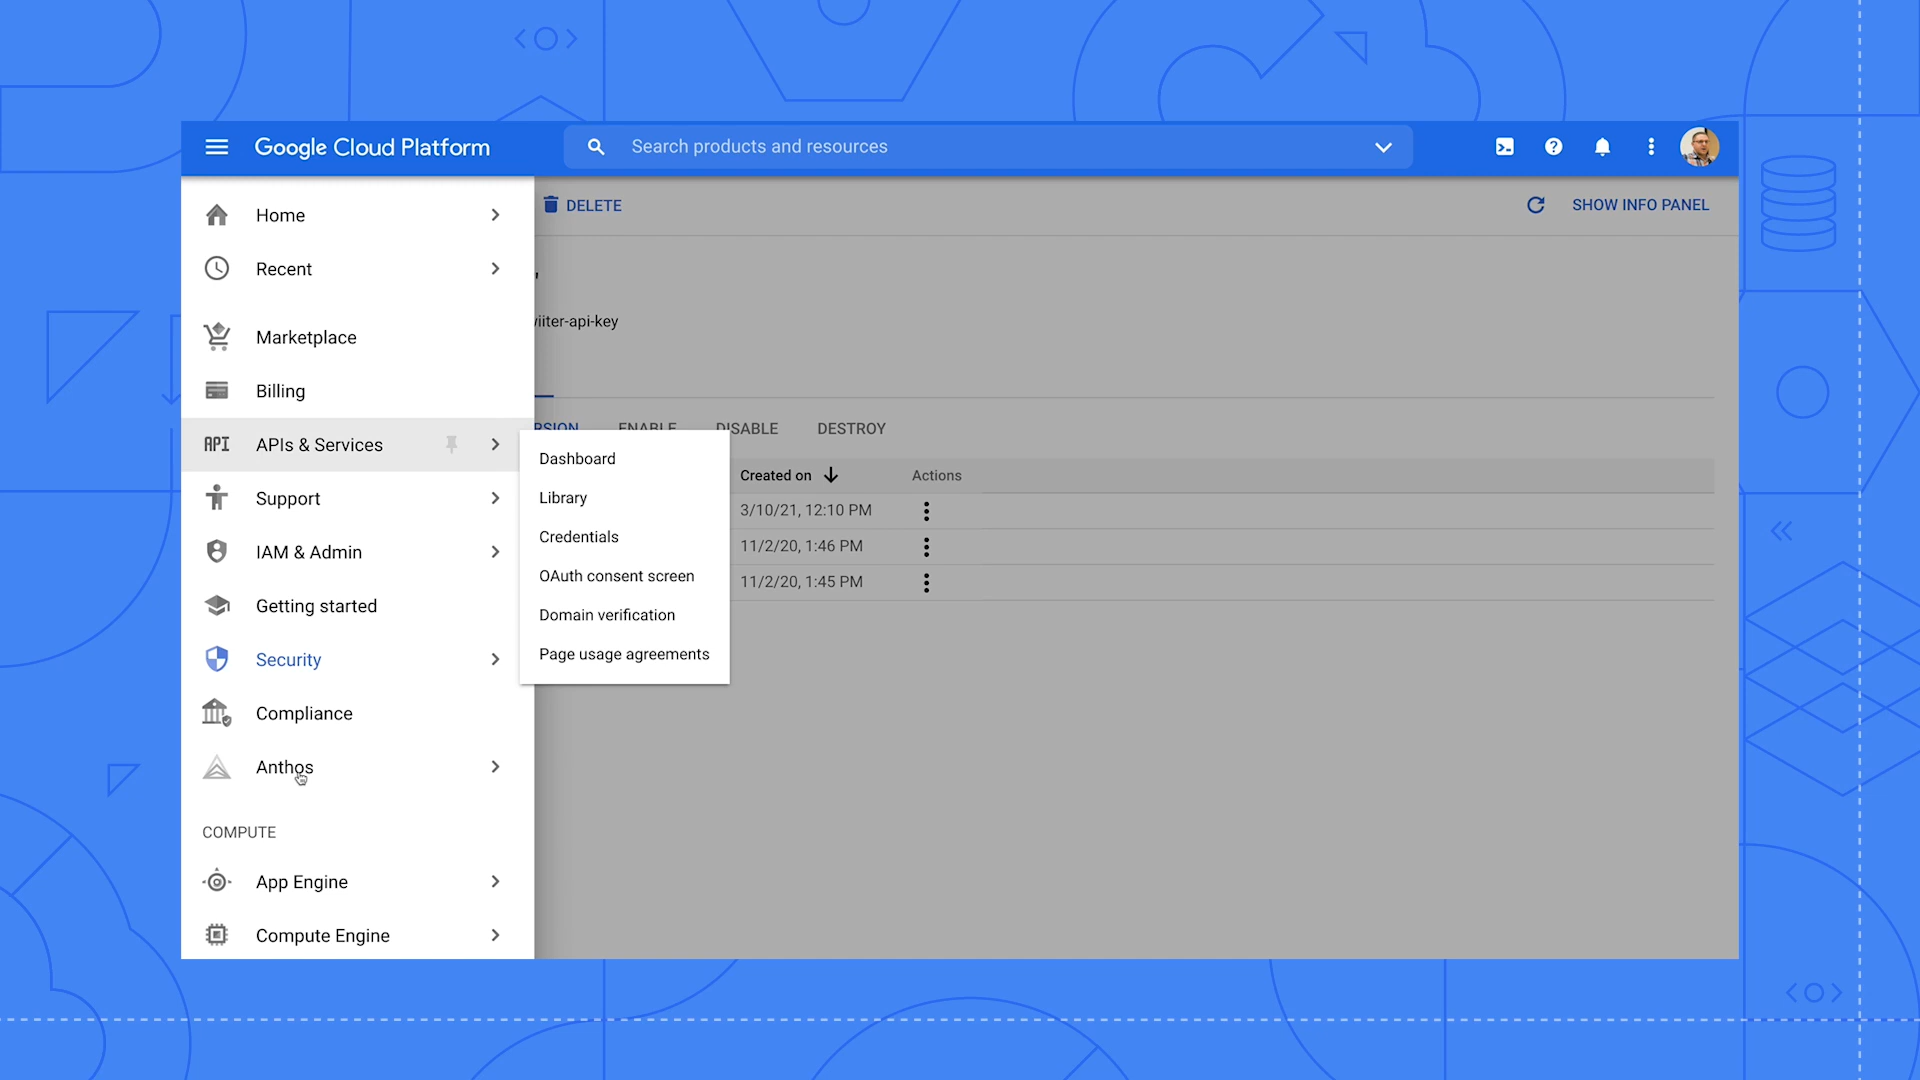 Google Cloud Platform
Search products and resources
DELETE
SHOW INFO PANEL
Home
Recent
Marketplace
Billing
API APIs & Services
Support
IAM & Admin
Getting started
Security
Compliance
Anthos
COMPUTE
App Engine
Compute Engine
Dashboard
Library
Credentials
OAuth consent screen
Domain verification
Page usage agreements
ENABLE
DISABLE
DESTROY
Created on
Actions
3/10/21, 12:10 PM
11/2/20, 1:46 PM
11/2/20, 1:45 PM